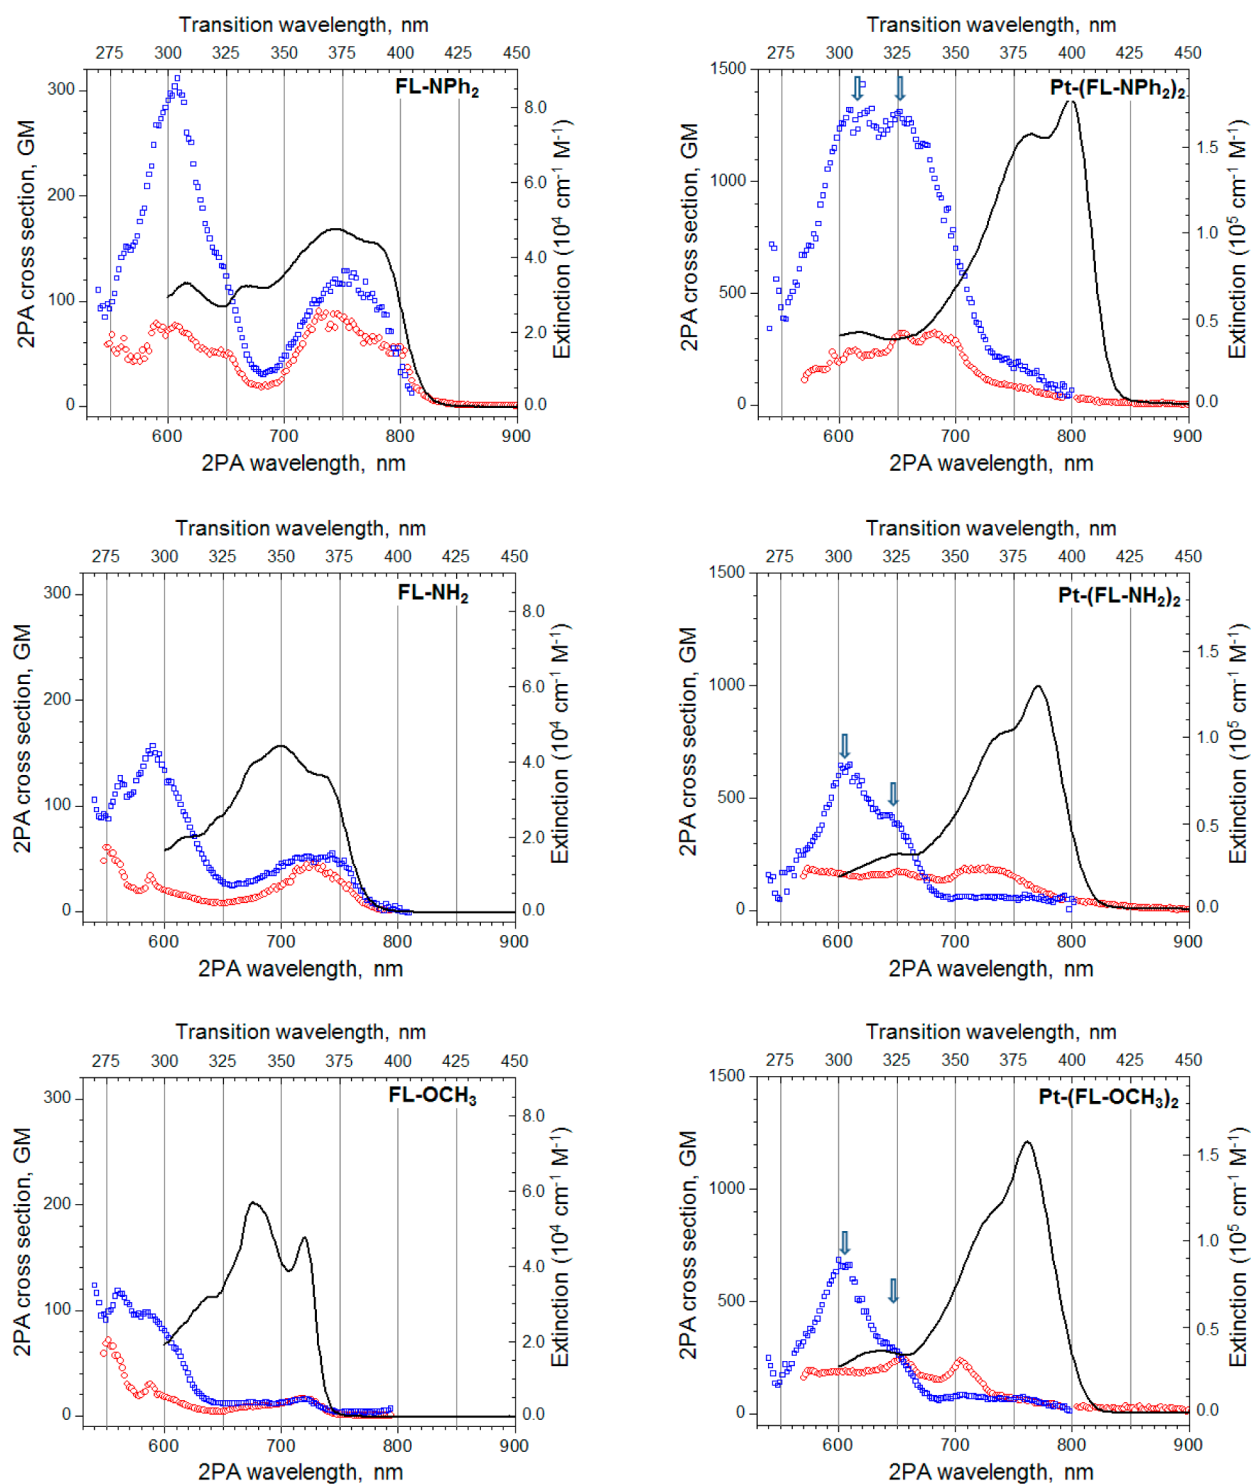 Transition wavelength, nm
275 300 325 350 375 400 425 450
FL-NPh2
300
200
100
0
2PA cross section, GM
8.0
6.0
4.0
2.0
0.0
Extinction (10^4 cm^-1 M^-1)
600 700 800 900
2PA wavelength, nm
Transition wavelength, nm
275 300 325 350 375 400 425 450
Pt-(FL-NPh2)2
1500
1000
500
0
2PA cross section, GM
1.5
1.0
0.5
0.0
Extinction (10^5 cm^-1 M^-1)
600 700 800 900
2PA wavelength, nm
Transition wavelength, nm
275 300 325 350 375 400 425 450
FL-NH2
300
200
100
0
2PA cross section, GM
8.0
6.0
4.0
2.0
0.0
Extinction (10^4 cm^-1 M^-1)
600 700 800 900
2PA wavelength, nm
Transition wavelength, nm
275 300 325 350 375 400 425 450
Pt-(FL-NH2)2
1500
1000
500
0
2PA cross section, GM
1.5
1.0
0.5
0.0
Extinction (10^5 cm^-1 M^-1)
600 700 800 900
2PA wavelength, nm
Transition wavelength, nm
275 300 325 350 375 400 425 450
FL-OCH3
300
200
100
0
2PA cross section, GM
8.0
6.0
4.0
2.0
0.0
Extinction (10^4 cm^-1 M^-1)
600 700 800 900
2PA wavelength, nm
Transition wavelength, nm
275 300 325 350 375 400 425 450
Pt-(FL-OCH3)2
1500
1000
500
0
2PA cross section, GM
1.5
1.0
0.5
0.0
Extinction (10^5 cm^-1 M^-1)
600 700 800 900
2PA wavelength, nm